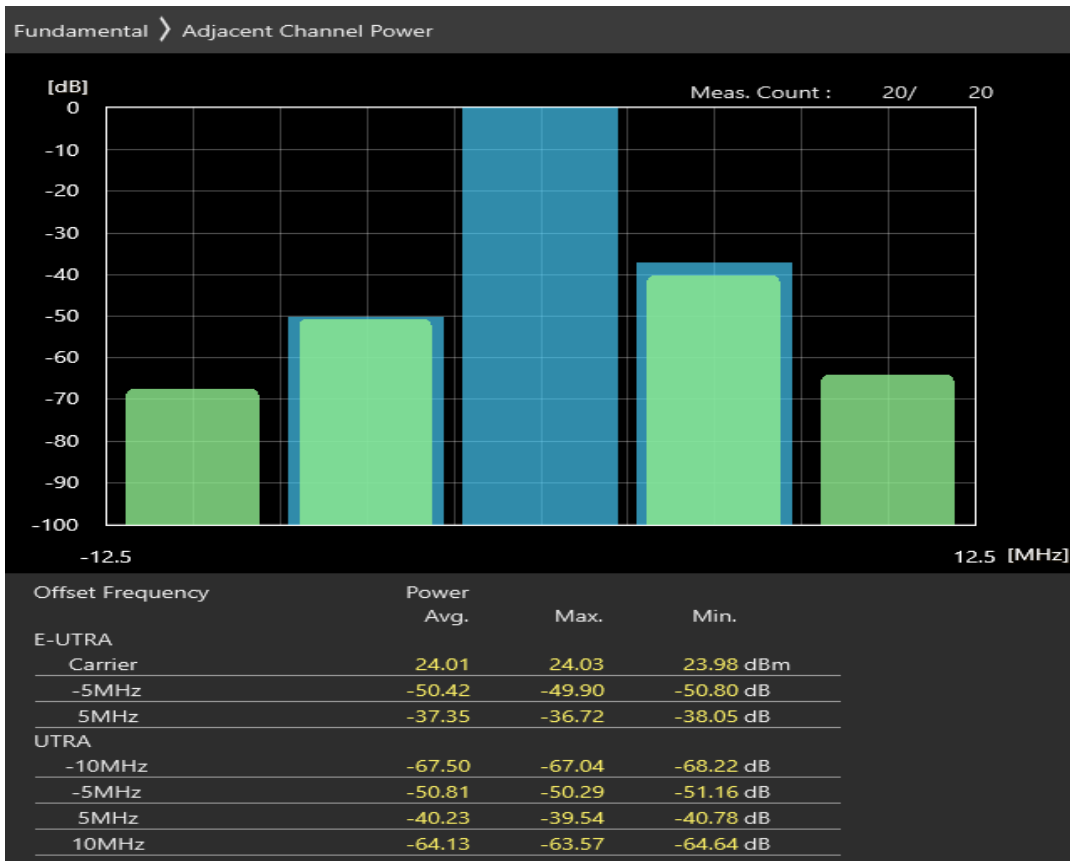 Fundamental 〉 Adjacent Channel Power
[dB]
Meas. Count : 20/ 20
0
-10
-20
-30
-40
-50
-60
-70
-80
-90
-100
-12.5 12.5 [MHz]
Offset Frequency Power
Avg. Max. Min.
E-UTRA
Carrier 24.01 24.03 23.98 dBm
-5MHz -50.42 -49.90 -50.80 dB
5MHz -37.35 -36.72 -38.05 dB
UTRA
-10MHz -67.50 -67.04 -68.22 dB
-5MHz -50.81 -50.29 -51.16 dB
5MHz -40.23 -39.54 -40.78 dB
10MHz -64.13 -63.57 -64.64 dB